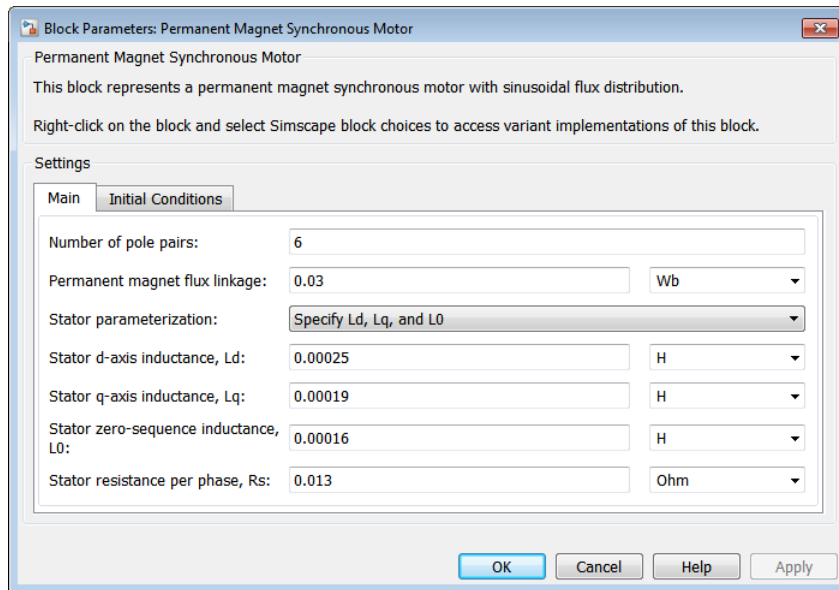 Block Parameters: Permanent Magnet Synchronous Motor
Permanent Magnet Synchronous Motor
This block represents a permanent magnet synchronous motor with sinusoidal flux distribution.
Right-click on the block and select Simscape block choices to access variant implementations of this block.
Settings
Main Initial Conditions
Number of pole pairs: 6
Permanent magnet flux linkage: 0.03 Wb
Stator parameterization: Specify Ld, Lq, and L0
Stator d-axis inductance, Ld: 0.00025 H
Stator q-axis inductance, Lq: 0.00019 H
Stator zero-sequence inductance,
L0: 0.00016 H
Stator resistance per phase, Rs: 0.013 Ohm
OK Cancel Help Apply